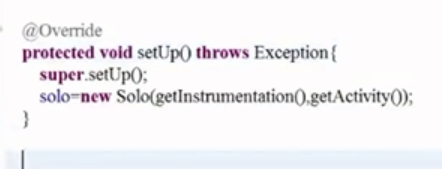 @Override
protected void setUp() throws Exception{
super.setUp();
solo=new Solo(getInstrumentation(),getActivity());
}